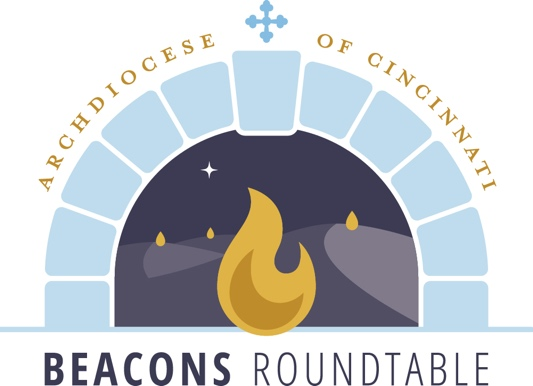 ARCHDIOCESE OF CINCINNATI
BEACONS ROUNDTABLE